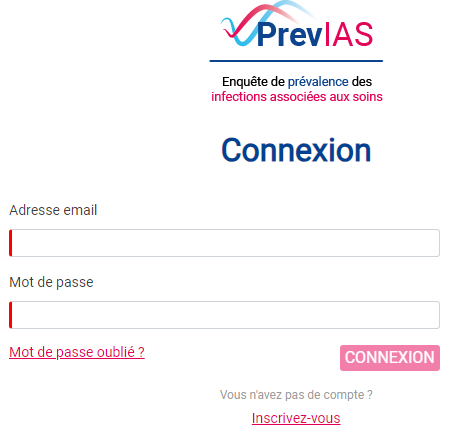 PrevIAS
Enquête de prévalence des
infections associées aux soins
Connexion
Adresse email
Mot de passe
Mot de passe oublié ?
CONNEXION
Vous n'avez pas de compte ?
Inscrivez-vous